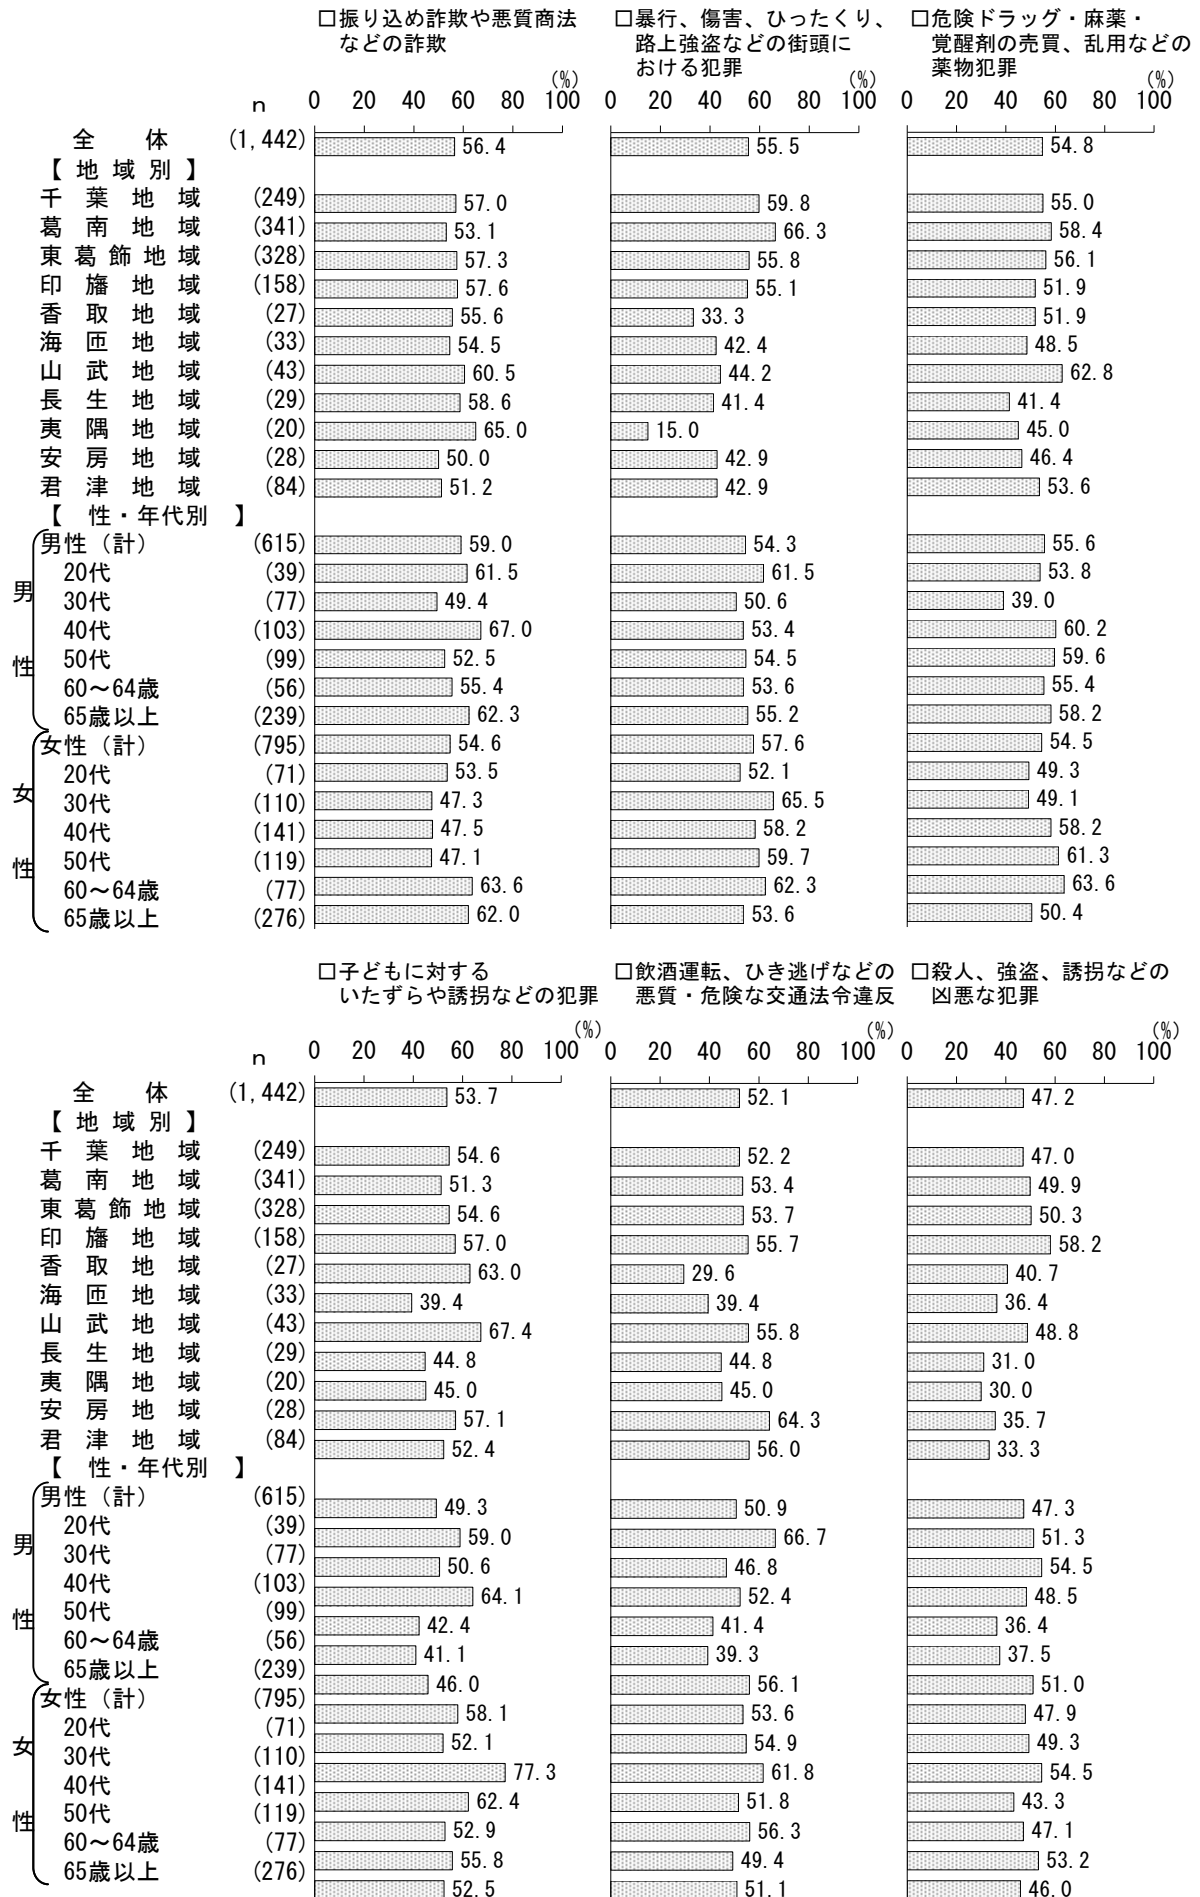 □振り込め詐欺や悪質商法 □暴行、傷害、ひったくり、 □危険ドラッグ・麻薬・
などの詐欺 路上強盗などの街頭に 覚醒剤の売買、乱用などの
おける犯罪 薬物犯罪
(%) (%) (%)
n 0 20 40 60 80 100 0 20 40 60 80 100 0 20 40 60 80 100
全体 (1,442) 56.4 55.5 54.8
【地域別】
千葉地域 (249) 57.0 59.8 55.0
葛南地域 (341) 53.1 66.3 58.4
東葛飾地域 (328) 57.3 55.8 56.1
印旛地域 (158) 57.6 55.1 51.9
香取地域 (27) 55.6 33.3 51.9
海匝地域 (33) 54.5 42.4 48.5
山武地域 (43) 60.5 44.2 62.8
長生地域 (29) 58.6 41.4 41.4
夷隅地域 (20) 65.0 15.0 45.0
安房地域 (28) 50.0 42.9 46.4
君津地域 (84) 51.2 42.9 53.6
【 性・年代別 】
男性
男性（計） (615) 59.0 54.3 55.6
20代 (39) 61.5 61.5 53.8
30代 (77) 49.4 50.6 39.0
40代 (103) 67.0 53.4 60.2
50代 (99) 52.5 54.5 59.6
60～64歳 (56) 55.4 53.6 55.4
65歳以上 (239) 62.3 55.2 58.2
女性
女性（計） (795) 54.6 57.6 54.5
20代 (71) 53.5 52.1 49.3
30代 (110) 47.3 65.5 49.1
40代 (141) 47.5 58.2 58.2
50代 (119) 47.1 59.7 61.3
60～64歳 (77) 63.6 62.3 63.6
65歳以上 (276) 62.0 53.6 50.4
□子どもに対する □飲酒運転、ひき逃げなどの □殺人、強盗、誘拐などの
いたずらや誘拐などの犯罪 悪質・危険な交通法令違反 凶悪な犯罪
(%) (%) (%)
n 0 20 40 60 80 100 0 20 40 60 80 100 0 20 40 60 80 100
全体 (1,442) 53.7 52.1 47.2
【地域別】
千葉地域 (249) 54.6 52.2 47.0
葛南地域 (341) 51.3 53.4 49.9
東葛飾地域 (328) 54.6 53.7 50.3
印旛地域 (158) 57.0 55.7 58.2
香取地域 (27) 63.0 29.6 40.7
海匝地域 (33) 39.4 39.4 36.4
山武地域 (43) 67.4 55.8 48.8
長生地域 (29) 44.8 44.8 31.0
夷隅地域 (20) 45.0 45.0 30.0
安房地域 (28) 57.1 64.3 35.7
君津地域 (84) 52.4 56.0 33.3
【 性・年代別 】
男性
男性（計） (615) 49.3 50.9 47.3
20代 (39) 59.0 66.7 51.3
30代 (77) 50.6 46.8 54.5
40代 (103) 64.1 52.4 48.5
50代 (99) 42.4 41.4 36.4
60～64歳 (56) 41.1 39.3 37.5
65歳以上 (239) 46.0 56.1 51.0
女性
女性（計） (795) 58.1 53.6 47.9
20代 (71) 52.1 54.9 49.3
30代 (110) 77.3 61.8 54.5
40代 (141) 62.4 51.8 43.3
50代 (119) 52.9 56.3 47.1
60～64歳 (77) 55.8 49.4 53.2
65歳以上 (276) 52.5 51.1 46.0